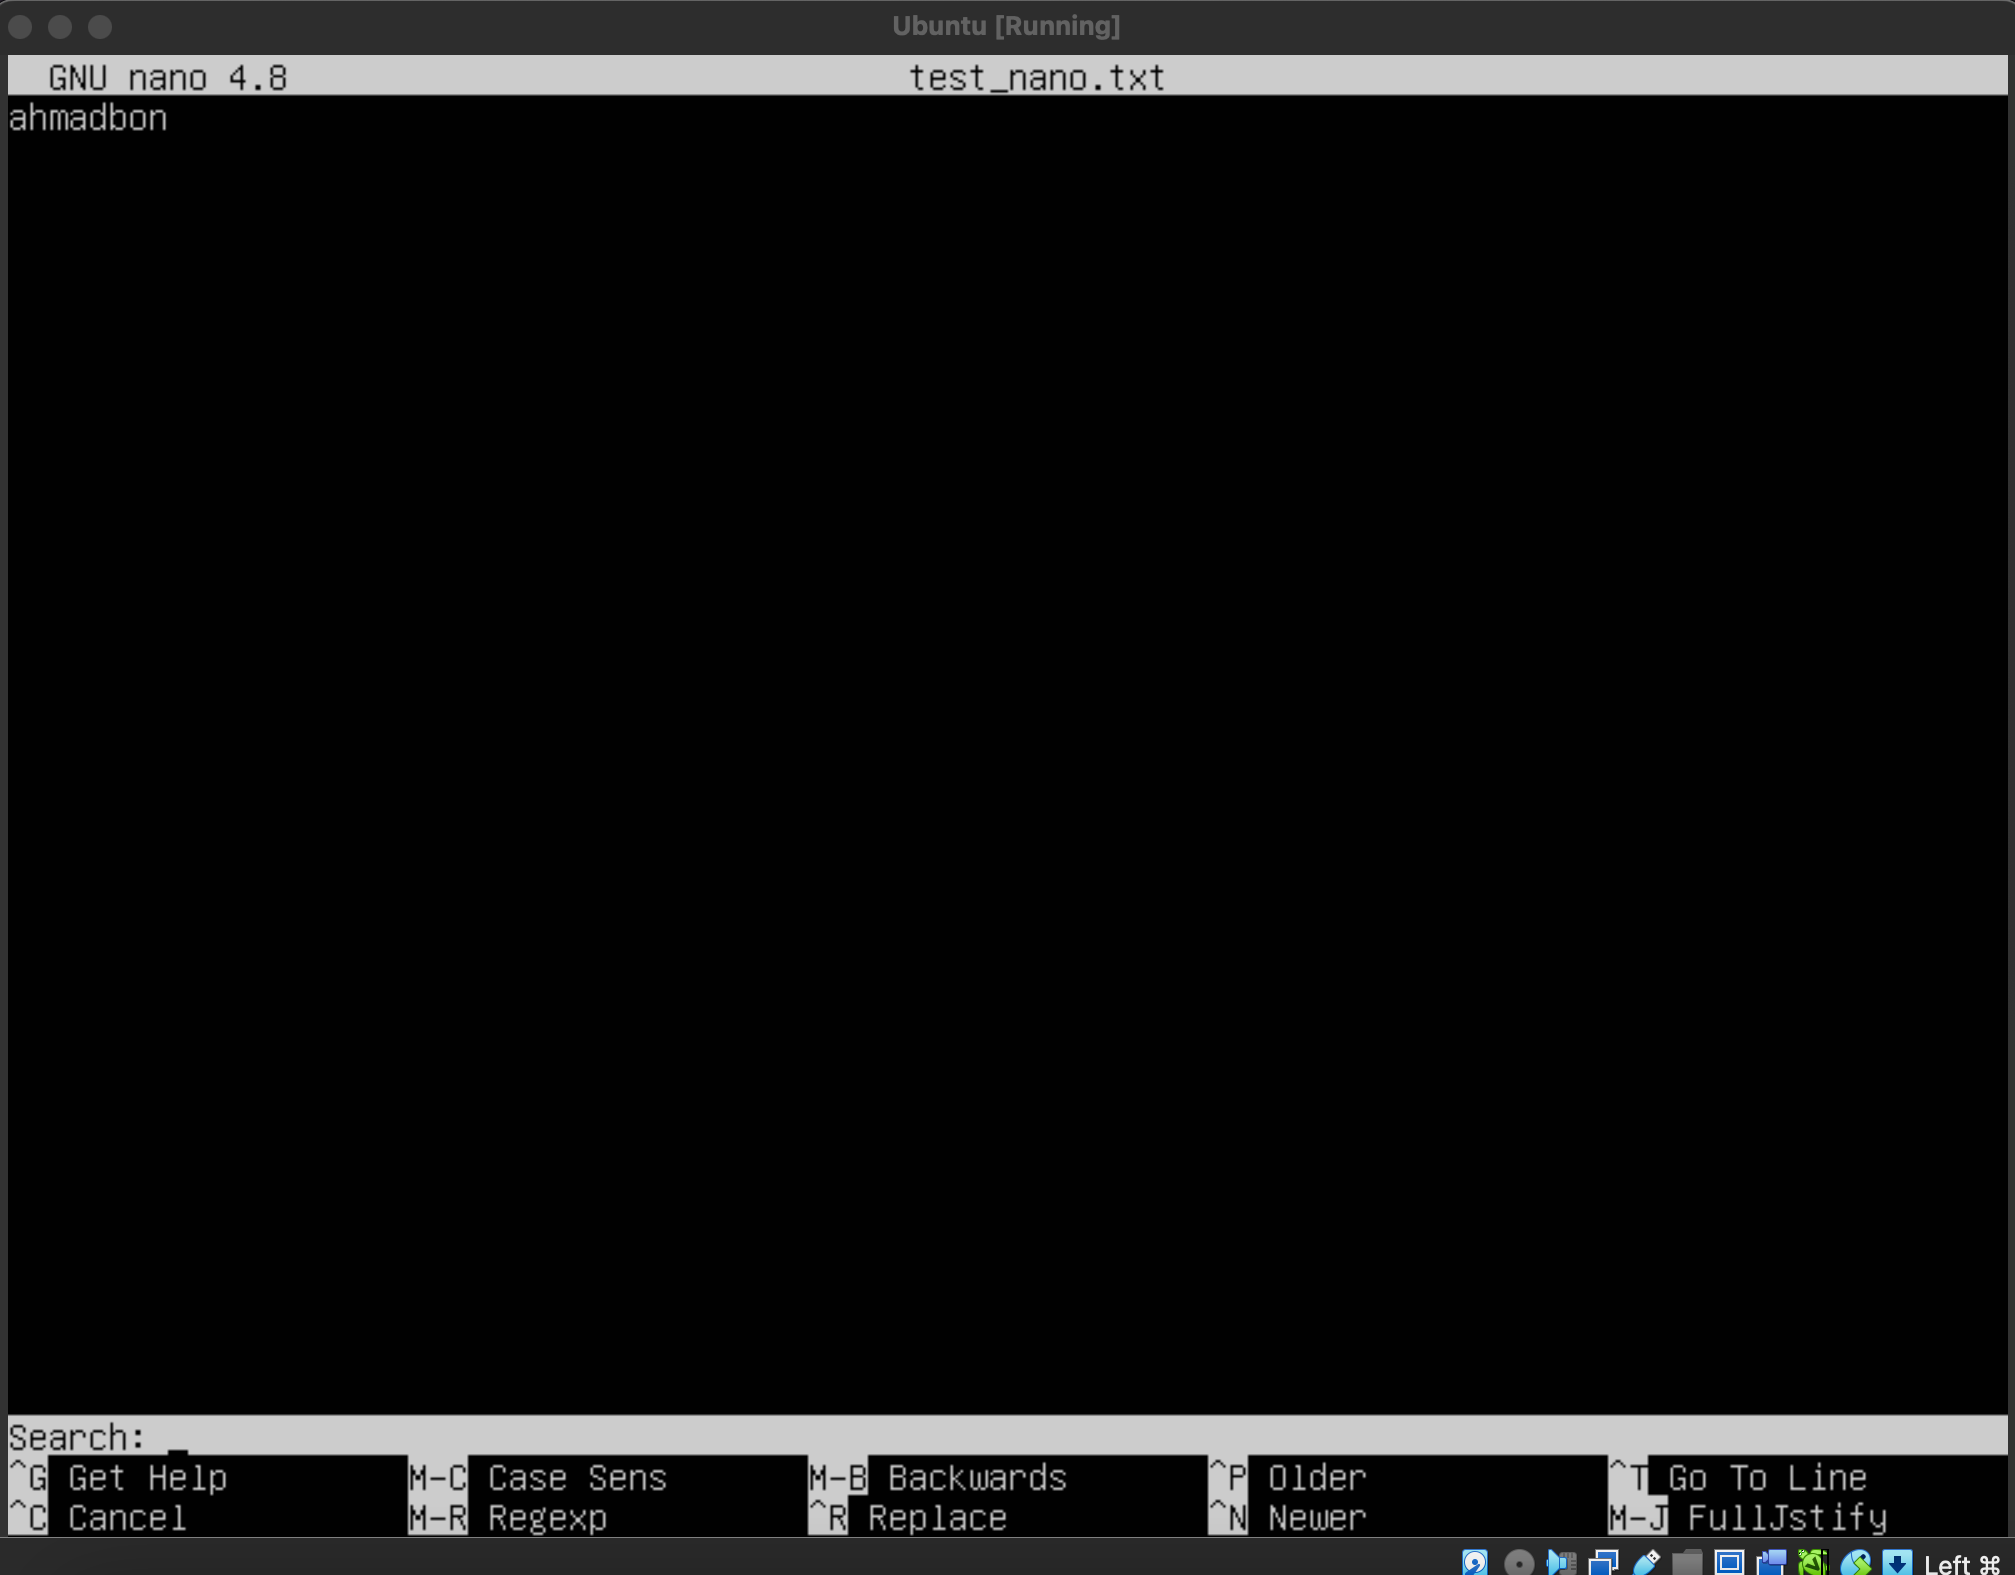 Ubuntu [Running]
GNU nano 4.8 test_nano.txt
ahmadbon
Search:
^G Get Help M-C Case Sens M-B Backwards ^P Older ^T Go To Line
^C Cancel M-R Regexp ^R Replace ^N Newer M-J FullJstify
Left ⌘